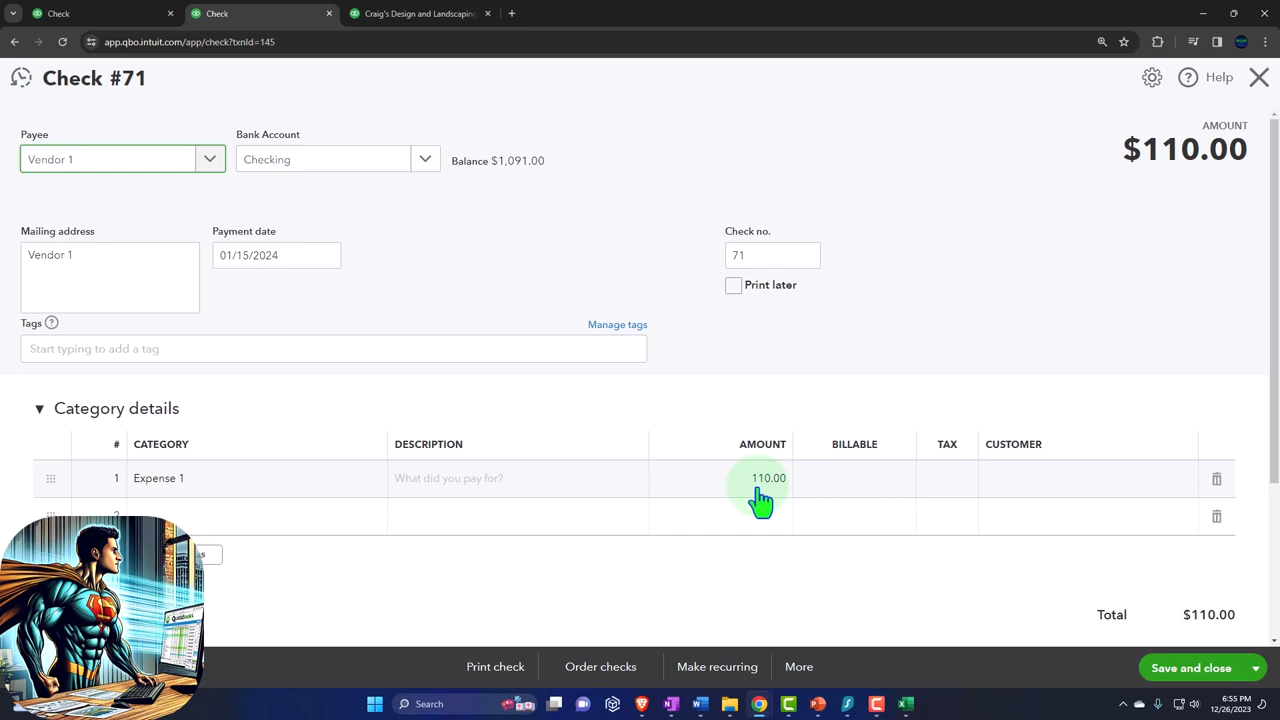 Check
Check
Craig's Design and Landscaping
app.qbo.intuit.com/app/check?txnId=145
Check #71
Help
Payee
Bank Account
AMOUNT
$110.00
Vendor 1
Checking
Balance $1,091.00
Mailing address
Payment date
Check no.
Vendor 1
01/15/2024
71
Print later
Tags
Manage tags
Start typing to add a tag
Category details
# CATEGORY DESCRIPTION AMOUNT BILLABLE TAX CUSTOMER
1 Expense 1 What did you pay for? 110.00
2
QuickBooks
Total $110.00
Print check
Order checks
Make recurring
More
Save and close
Search
6:55 PM
12/26/2023